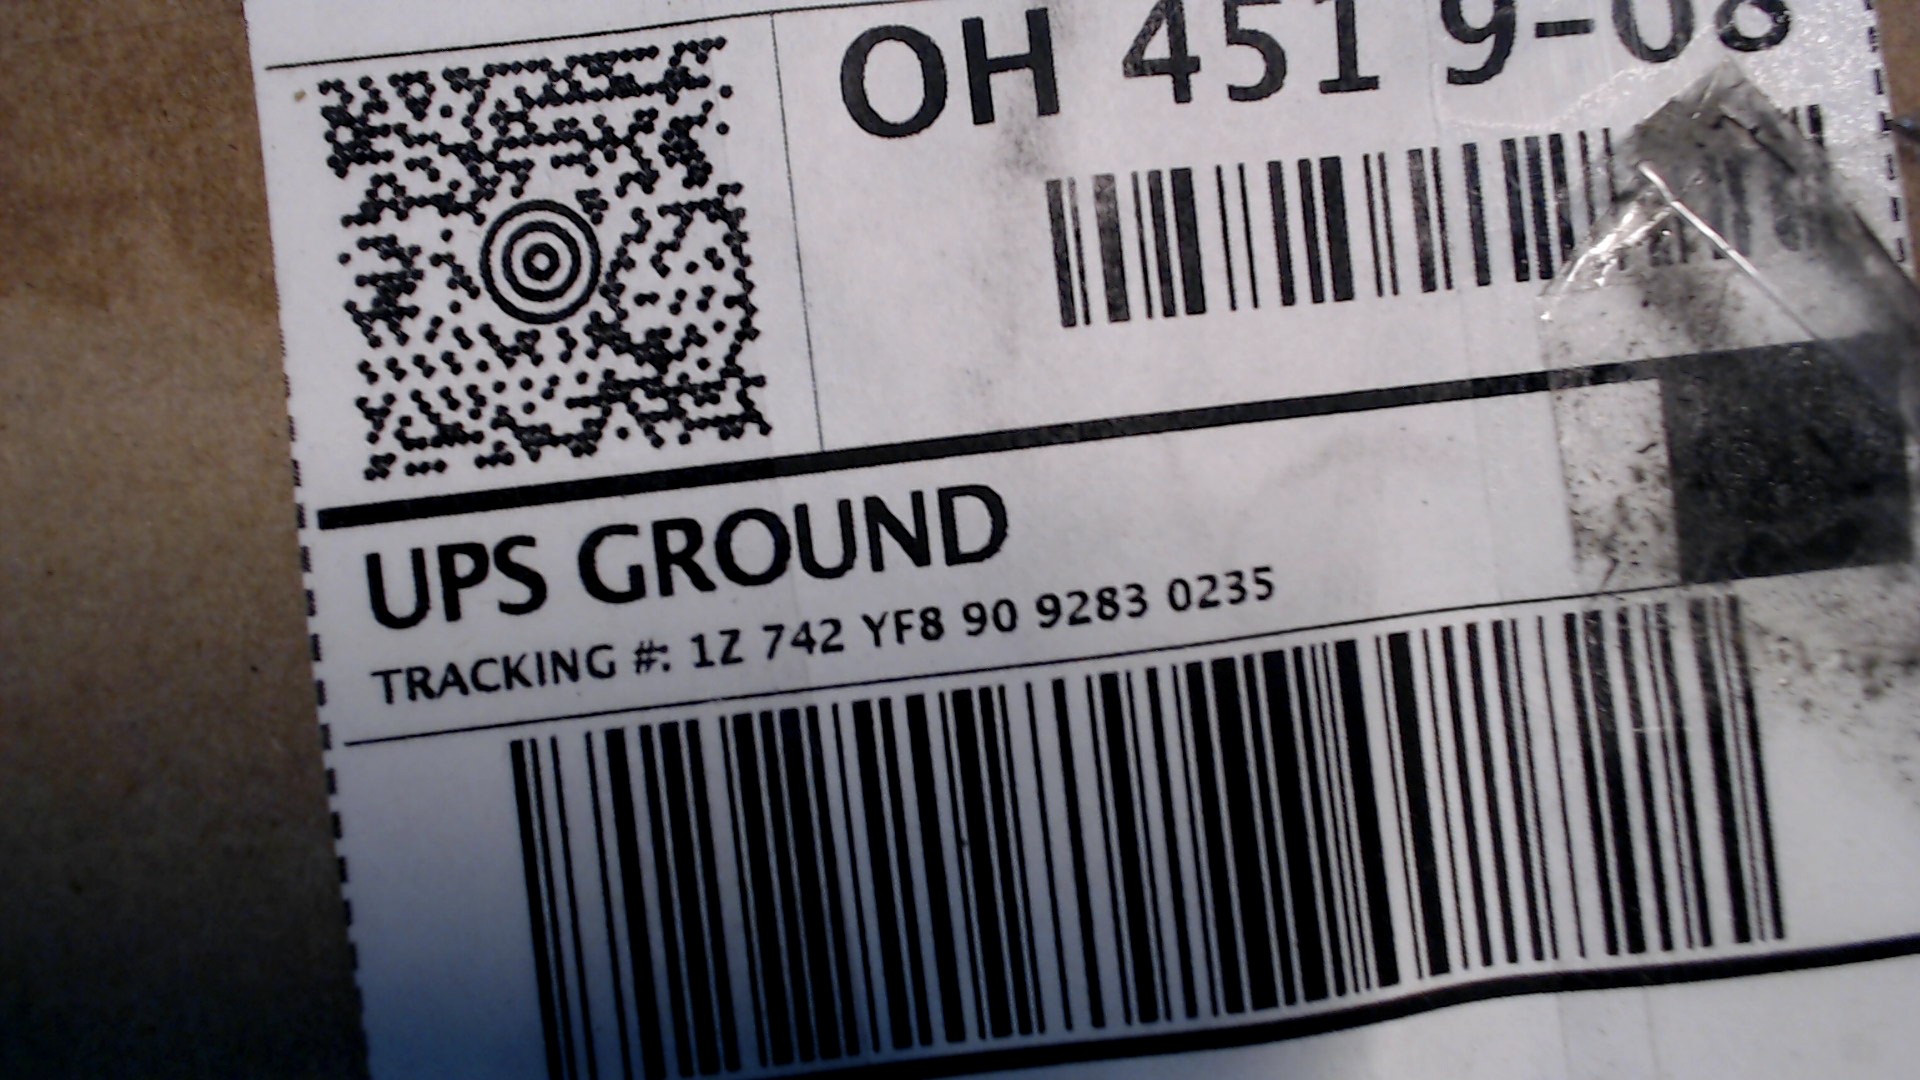 OH 451 9-08
UPS GROUND
TRACKING #: 1Z 742 YF8 90 9283 0235